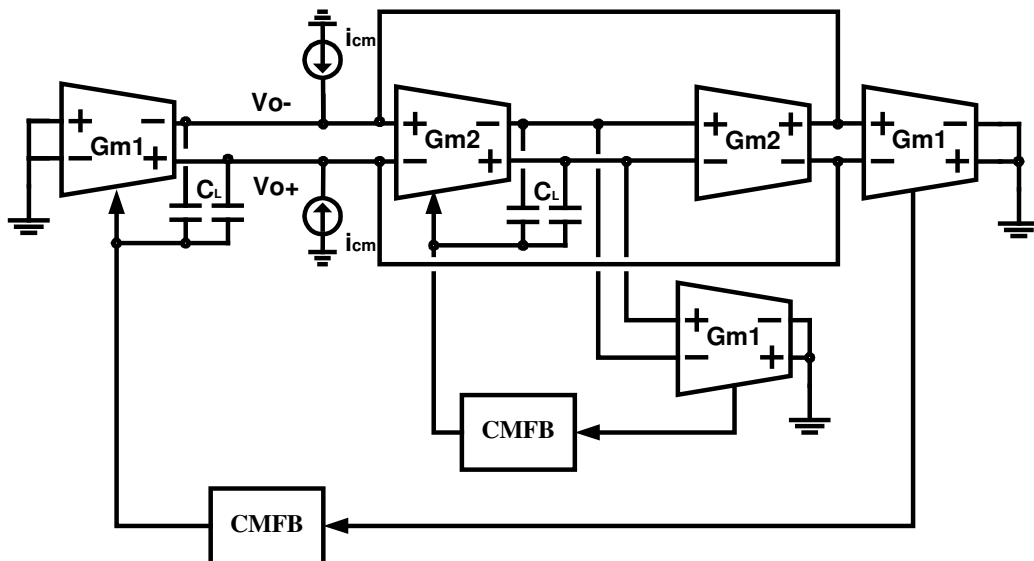 icm
Vo-
+ −
Gm1
− +
+ −
Gm2
− +
+
Gm2
− −
+ −
Gm1
− +
CL
Vo+
icm
CL
+ −
Gm1
− +
CMFB
CMFB